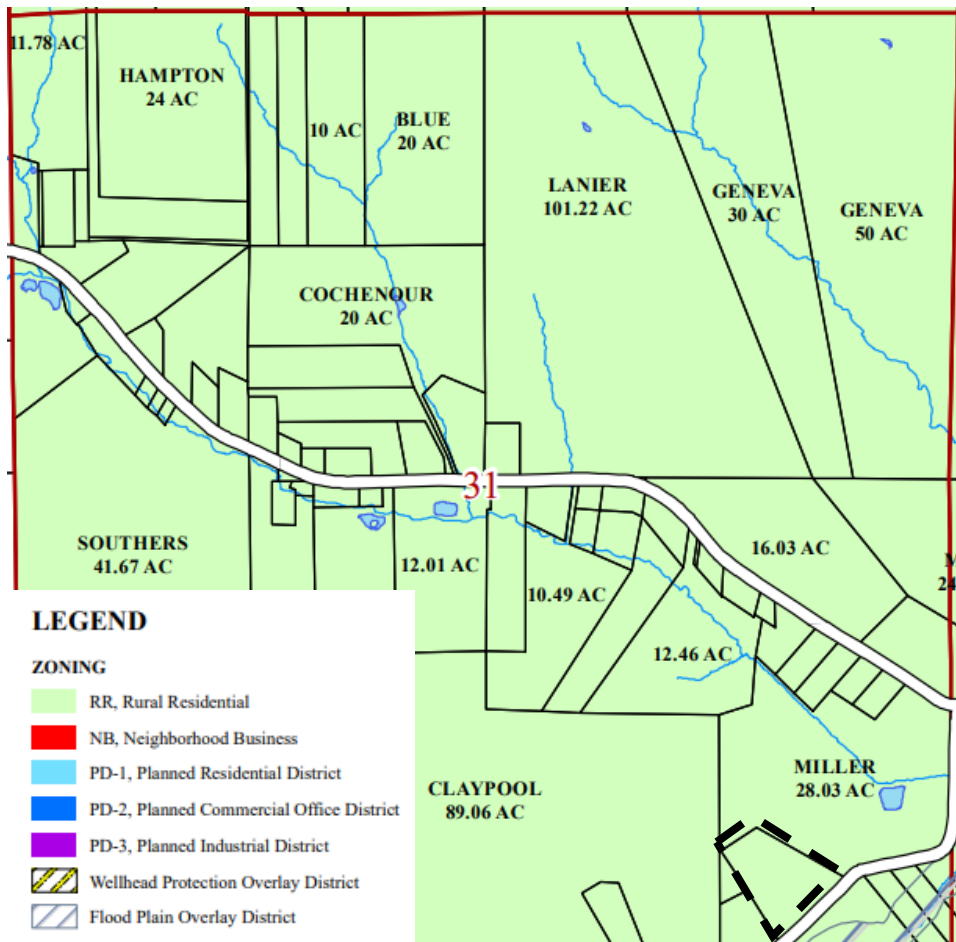 11.78 AC
HAMPTON
24 AC
10 AC
BLUE
20 AC
LANIER
101.22 AC
GENEVA
30 AC
GENEVA
50 AC
COCHENOUR
20 AC
31
SOUTHERS
41.67 AC
12.01 AC
10.49 AC
16.03 AC
M
24
12.46 AC
CLAYPOOL
89.06 AC
MILLER
28.03 AC
LEGEND
ZONING
RR, Rural Residential
NB, Neighborhood Business
PD-1, Planned Residential District
PD-2, Planned Commercial Office District
PD-3, Planned Industrial District
Wellhead Protection Overlay District
Flood Plain Overlay District